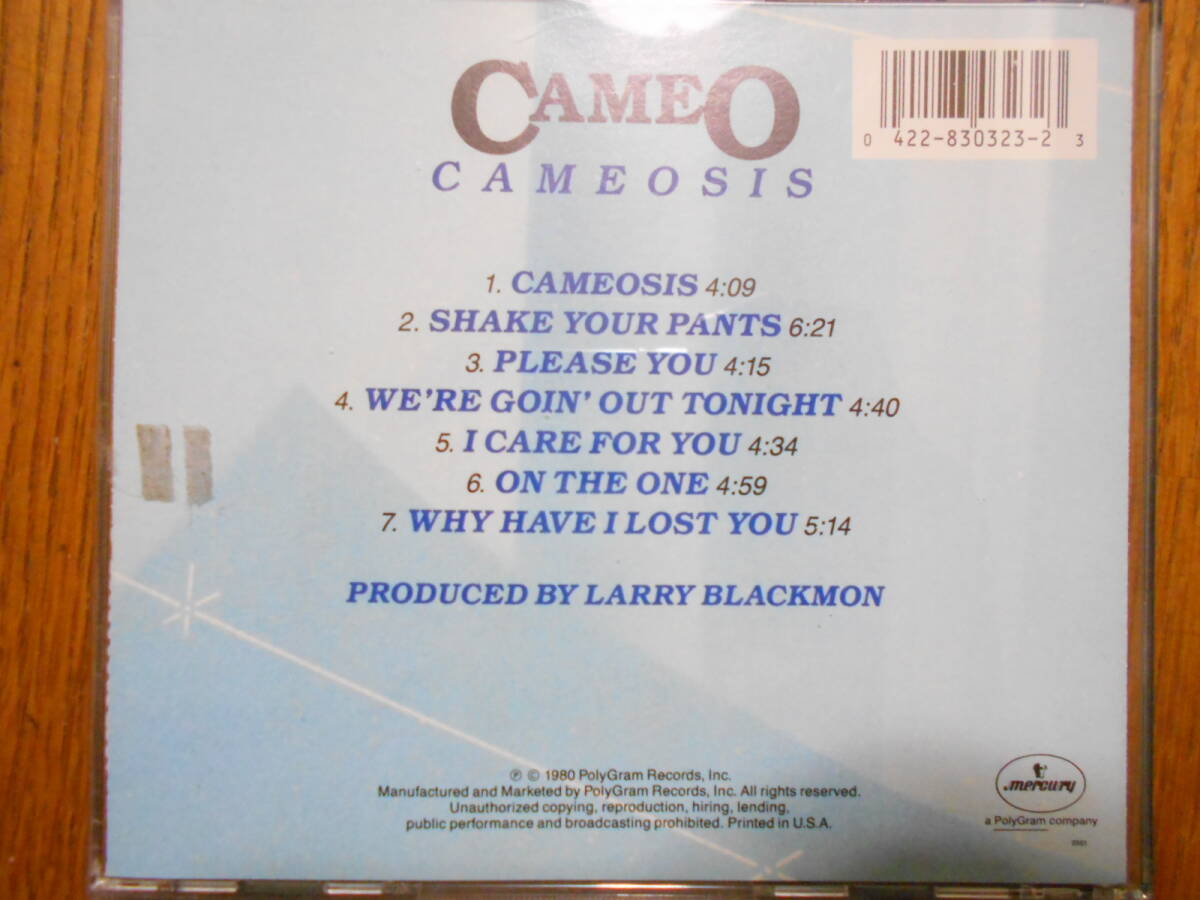 CAMEO
CAMEOSIS
0 422-830323-2 3
1. CAMEOSIS 4:09
2. SHAKE YOUR PANTS 6:21
3. PLEASE YOU 4:15
4. WE'RE GOIN' OUT TONIGHT 4:40
5. I CARE FOR YOU 4:34
6. ON THE ONE 4:59
7. WHY HAVE I LOST YOU 5:14
PRODUCED BY LARRY BLACKMON
℗ © 1980 PolyGram Records, Inc.
Manufactured and Marketed by PolyGram Records, Inc. All rights reserved.
Unauthorized copying, reproduction, hiring, lending,
public performance and broadcasting prohibited. Printed in U.S.A.
mercury
a PolyGram company